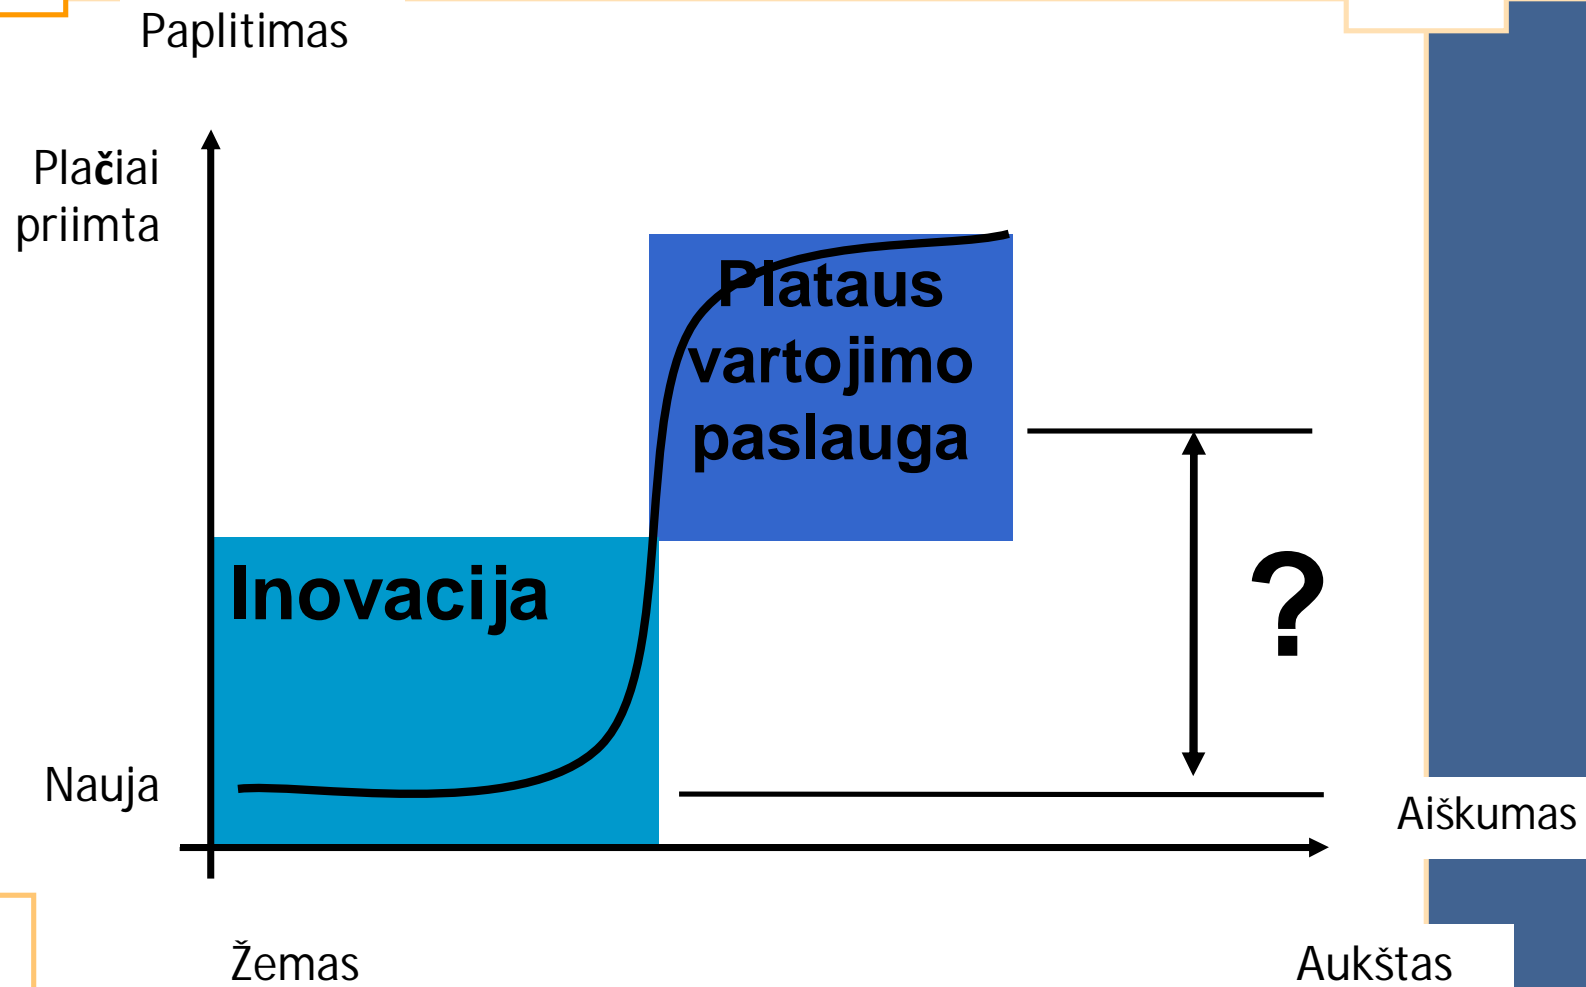 Paplitimas
Plačiai
priimta
Plataus
vartojimo
paslauga
Inovacija
?
Nauja
Aiškumas
Žemas
Aukštas